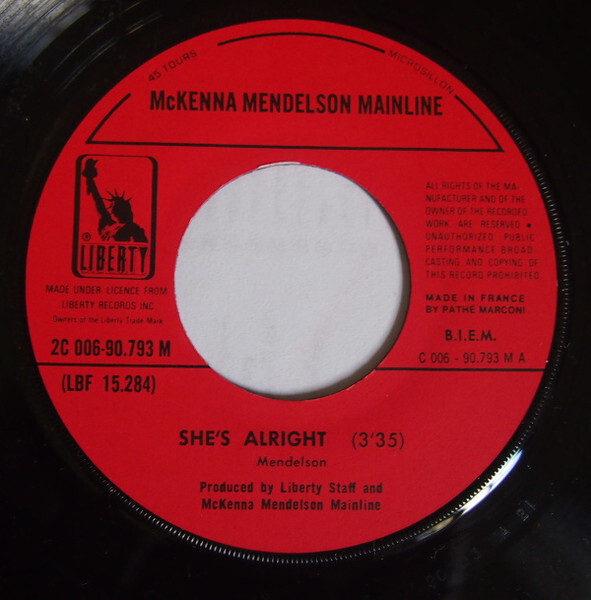 45 TOURS
MICROSILLON
McKENNA MENDELSON MAINLINE
® LIBERTY
MADE UNDER LICENCE FROM
LIBERTY RECORDS INC
Owners of the Liberty Trade Mark
2C 006-90.793 M
(LBF 15.284)
ALL RIGHTS OF THE MA-
NUFACTURER AND OF THE
OWNER OF THE RECORDED
WORK ARE RESERVED •
UNAUTHORIZED PUBLIC
PERFORMANCE, BROAD-
CASTING AND COPYING OF
THIS RECORD PROHIBITED
MADE IN FRANCE
BY PATHE MARCONI
B.I.E.M.
C 006 - 90.793 M A
SHE'S ALRIGHT (3'35)
Mendelson
Produced by Liberty Staff and
McKenna Mendelson Mainline